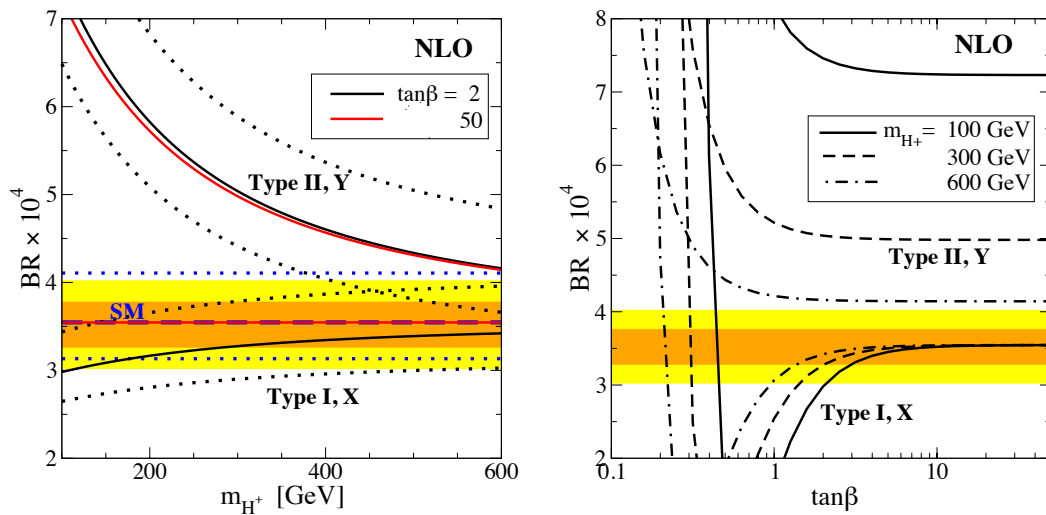 7
6
5
4
3
2
BR × 10⁴
NLO
tanβ = 2
50
Type II, Y
SM
Type I, X
200
400
600
m_H⁺ [GeV]
8
7
6
5
4
3
2
BR × 10⁴
NLO
m_H+ = 100 GeV
300 GeV
600 GeV
Type II, Y
Type I, X
0.1
1
10
tanβ